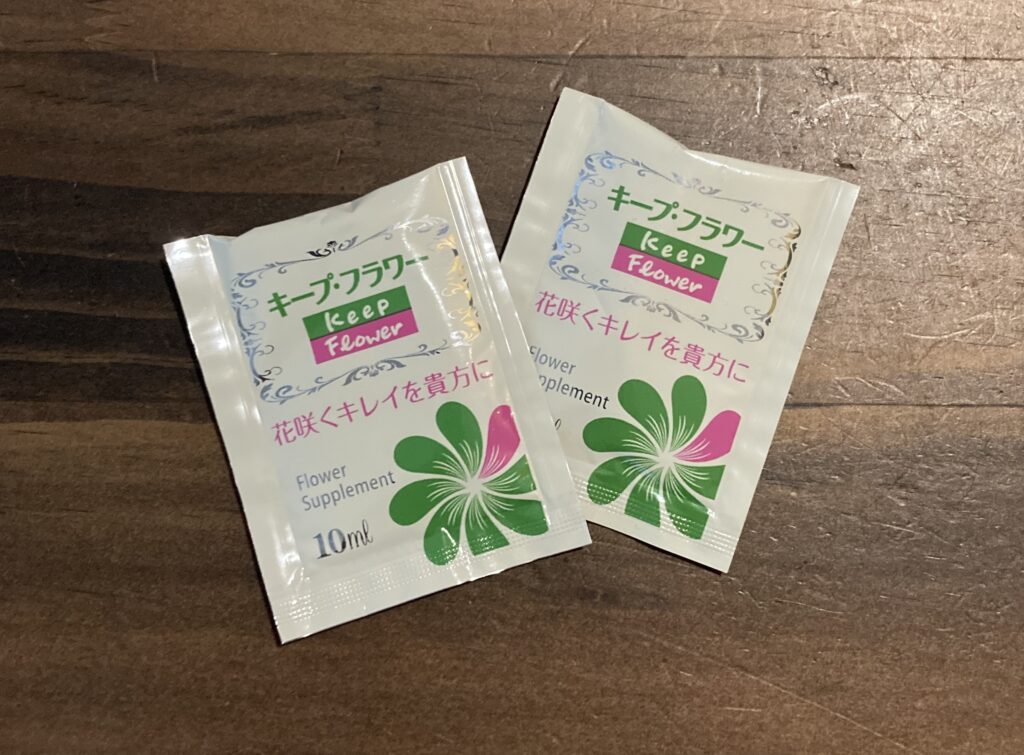 キープ・フラワー
Keep
Flower
花咲くキレイを貴方に
Flower
Supplement
10ml
キープ・フラワー
Keep
Flower
花咲くキレイを貴方に
Flower
upplement